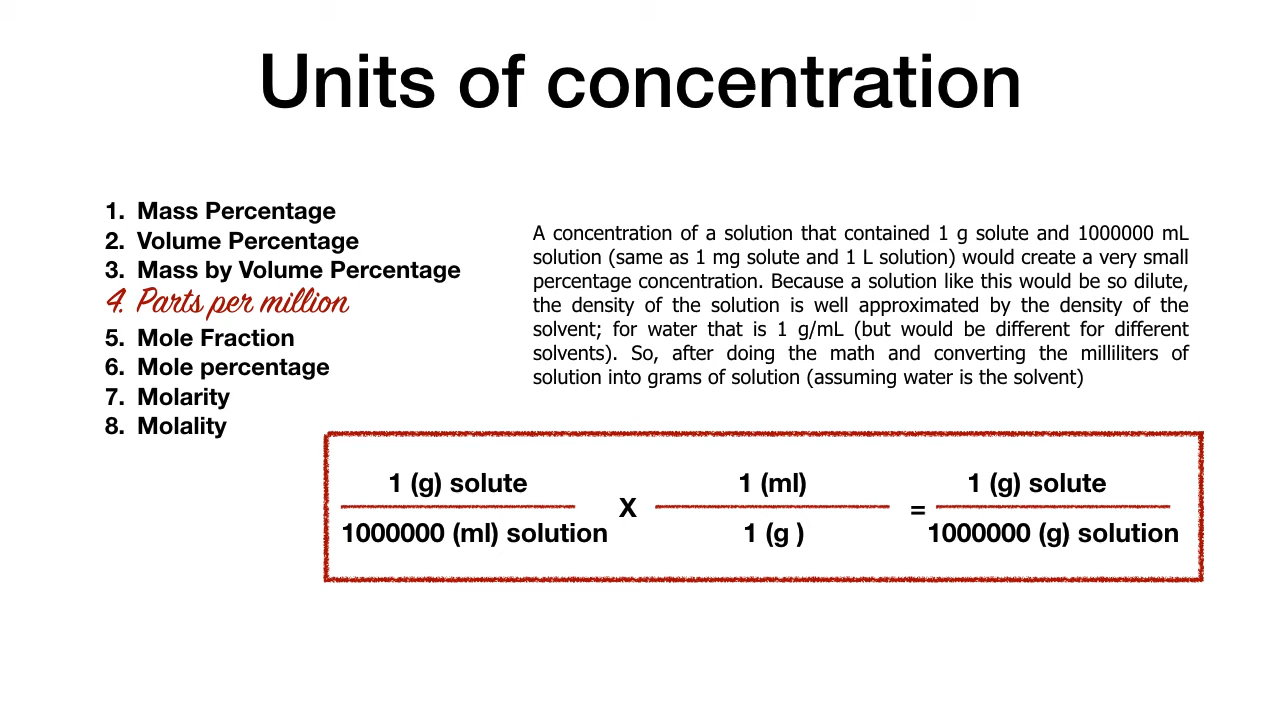 Units of concentration
1. Mass Percentage
2. Volume Percentage
3. Mass by Volume Percentage
4. Parts per million
5. Mole Fraction
6. Mole percentage
7. Molarity
8. Molality
A concentration of a solution that contained 1 g solute and 1000000 mL
solution (same as 1 mg solute and 1 L solution) would create a very small
percentage concentration. Because a solution like this would be so dilute,
the density of the solution is well approximated by the density of the
solvent; for water that is 1 g/mL (but would be different for different
solvents). So, after doing the math and converting the milliliters of
solution into grams of solution (assuming water is the solvent)
1 (g) solute
1000000 (ml) solution
X
1 (ml)
1 (g )
=
1 (g) solute
1000000 (g) solution